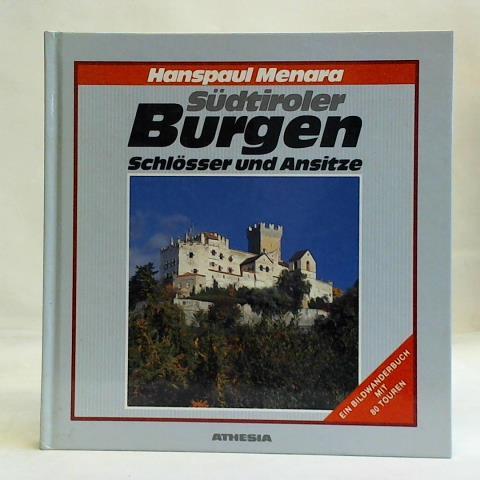 Hanspaul Menara
Südtiroler
Burgen
Schlösser und Ansitze
EIN BILDWANDERBUCH
MIT
80 TOUREN
ATHESIA